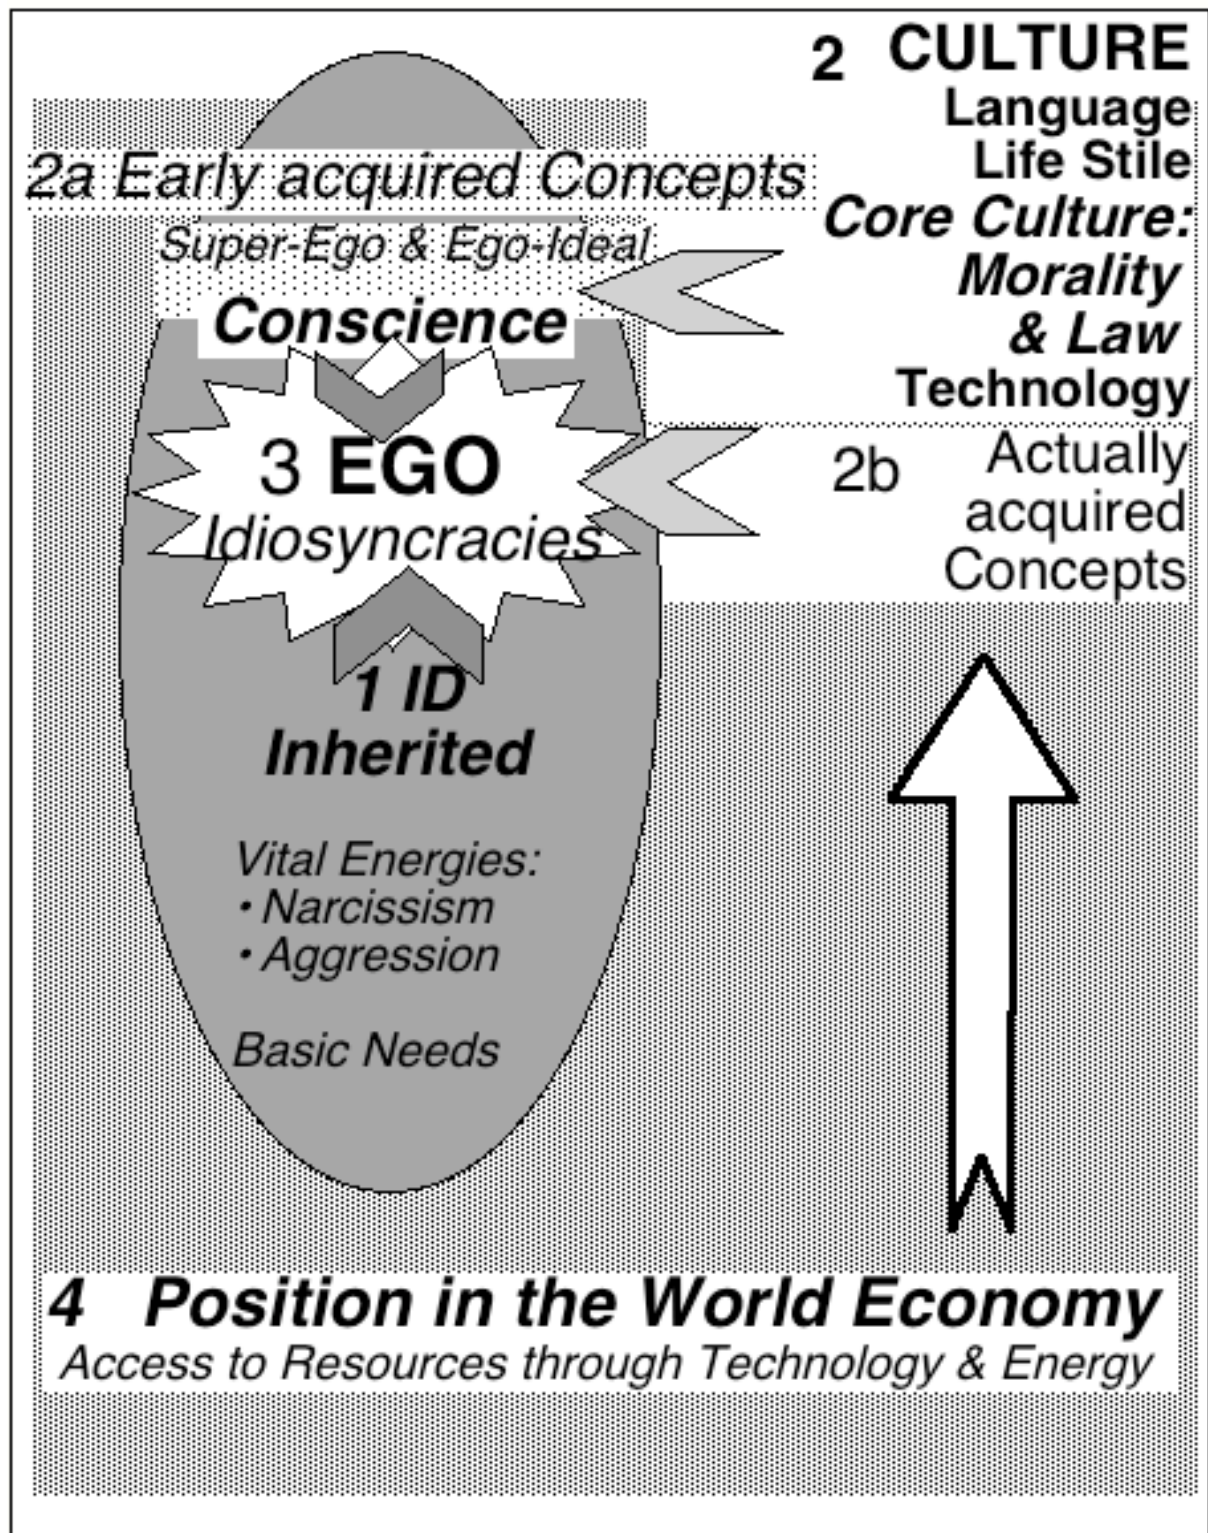 2 CULTURE
Language
Life Stile
Core Culture:
Morality
& Law
Technology
2a Early acquired Concepts
Super-Ego & Ego-Ideal
Conscience
3 EGO
Idiosyncracies
2b Actually
acquired
Concepts
1 ID
Inherited
Vital Energies:
• Narcissism
• Aggression
Basic Needs
4 Position in the World Economy
Access to Resources through Technology & Energy